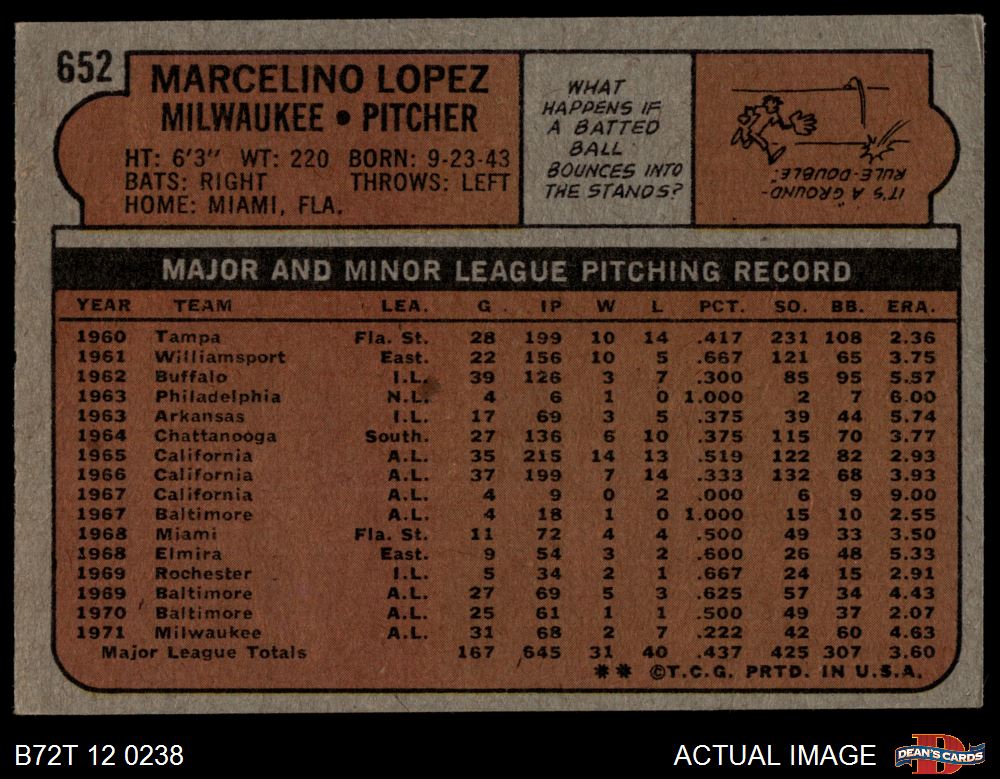 652
MARCELINO LOPEZ
MILWAUKEE • PITCHER
HT: 6'3" WT: 220 BORN: 9-23-43
BATS: RIGHT THROWS: LEFT
HOME: MIAMI, FLA.
WHAT
HAPPENS IF
A BATTED
BALL
BOUNCES INTO
THE STANDS?
IT'S A GROUND-
RULE-DOUBLE.
MAJOR AND MINOR LEAGUE PITCHING RECORD
YEAR TEAM LEA. G IP W L PCT. SO. BB. ERA.
1960 Tampa Fla. St. 28 199 10 14 .417 231 108 2.36
1961 Williamsport East. 22 156 10 5 .667 121 65 3.75
1962 Buffalo I.L. 39 126 3 7 .300 85 95 5.57
1963 Philadelphia N.L. 4 6 1 0 1.000 2 7 6.00
1963 Arkansas I.L. 17 69 3 5 .375 39 44 5.74
1964 Chattanooga South. 27 136 6 10 .375 115 70 3.77
1965 California A.L. 35 215 14 13 .519 122 82 2.93
1966 California A.L. 37 199 7 14 .333 132 68 3.93
1967 California A.L. 4 9 0 2 .000 6 9 9.00
1967 Baltimore A.L. 4 18 1 0 1.000 15 10 2.55
1968 Miami Fla. St. 11 72 4 4 .500 49 33 3.50
1968 Elmira East. 9 54 3 2 .600 26 48 5.33
1969 Rochester I.L. 5 34 2 1 .667 24 15 2.91
1969 Baltimore A.L. 27 69 5 3 .625 57 34 4.43
1970 Baltimore A.L. 25 61 1 1 .500 49 37 2.07
1971 Milwaukee A.L. 31 68 2 7 .222 42 60 4.63
Major League Totals 167 645 31 40 .437 425 307 3.60
** ©T.C.G. PRTD. IN U.S.A.
B72T 12 0238
ACTUAL IMAGE
DEAN'S CARDS